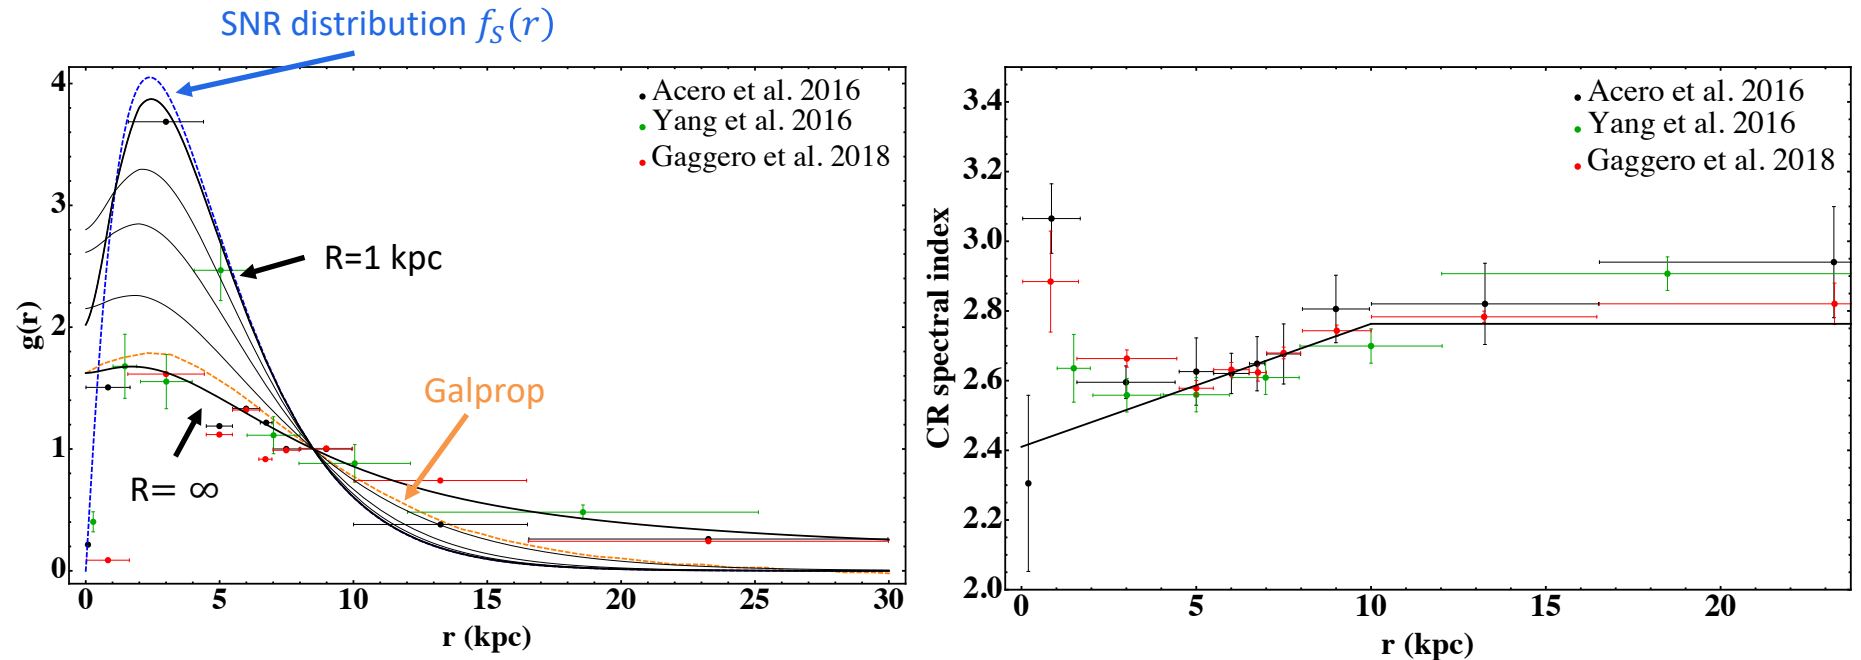 SNR distribution f_S(r)
Acero et al. 2016
Yang et al. 2016
Gaggero et al. 2018
R=1 kpc
Galprop
R= ∞
g(r)
4
3
2
1
0
0 5 10 15 20 25 30
r (kpc)
Acero et al. 2016
Yang et al. 2016
Gaggero et al. 2018
CR spectral index
3.4
3.2
3.0
2.8
2.6
2.4
2.2
2.0
0 5 10 15 20
r (kpc)